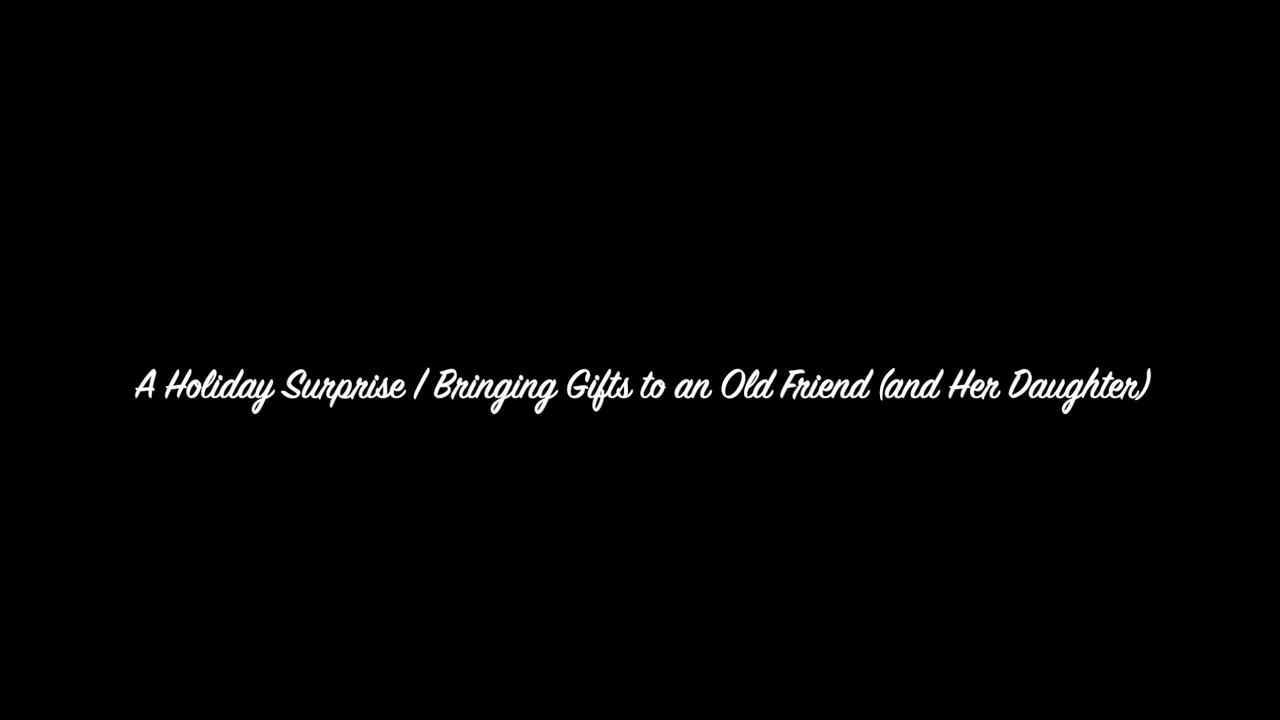 A Holiday Surprise | Bringing Gifts to an Old Friend (and Her Daughter)